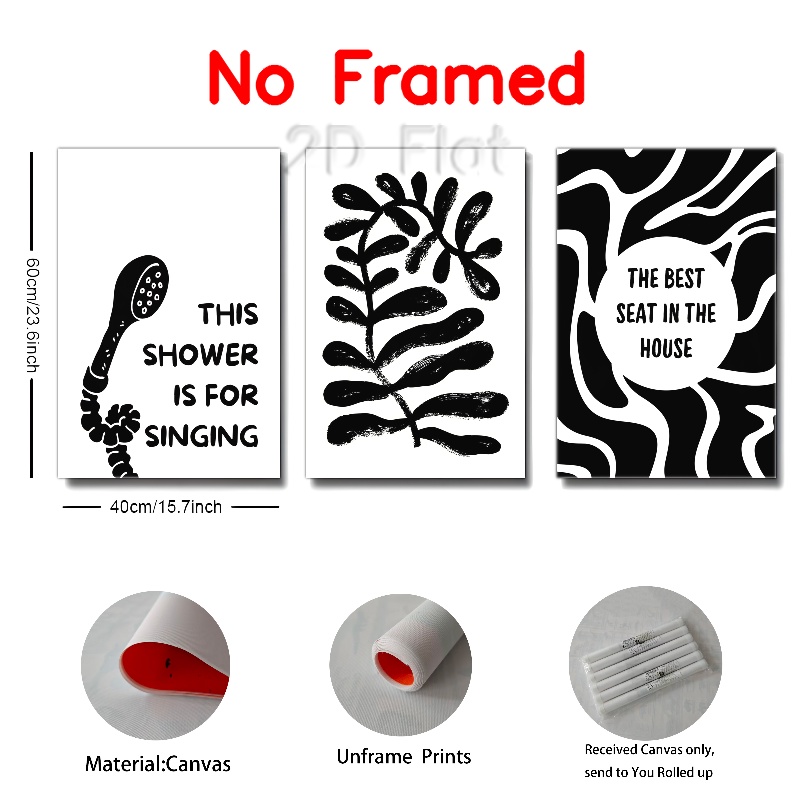 No Framed
2D Flat
60cm/23.6inch
THIS
SHOWER
IS FOR
SINGING
THE BEST
SEAT IN THE
HOUSE
40cm/15.7inch
Material:Canvas
Unframe Prints
Received Canvas only,
send to You Rolled up